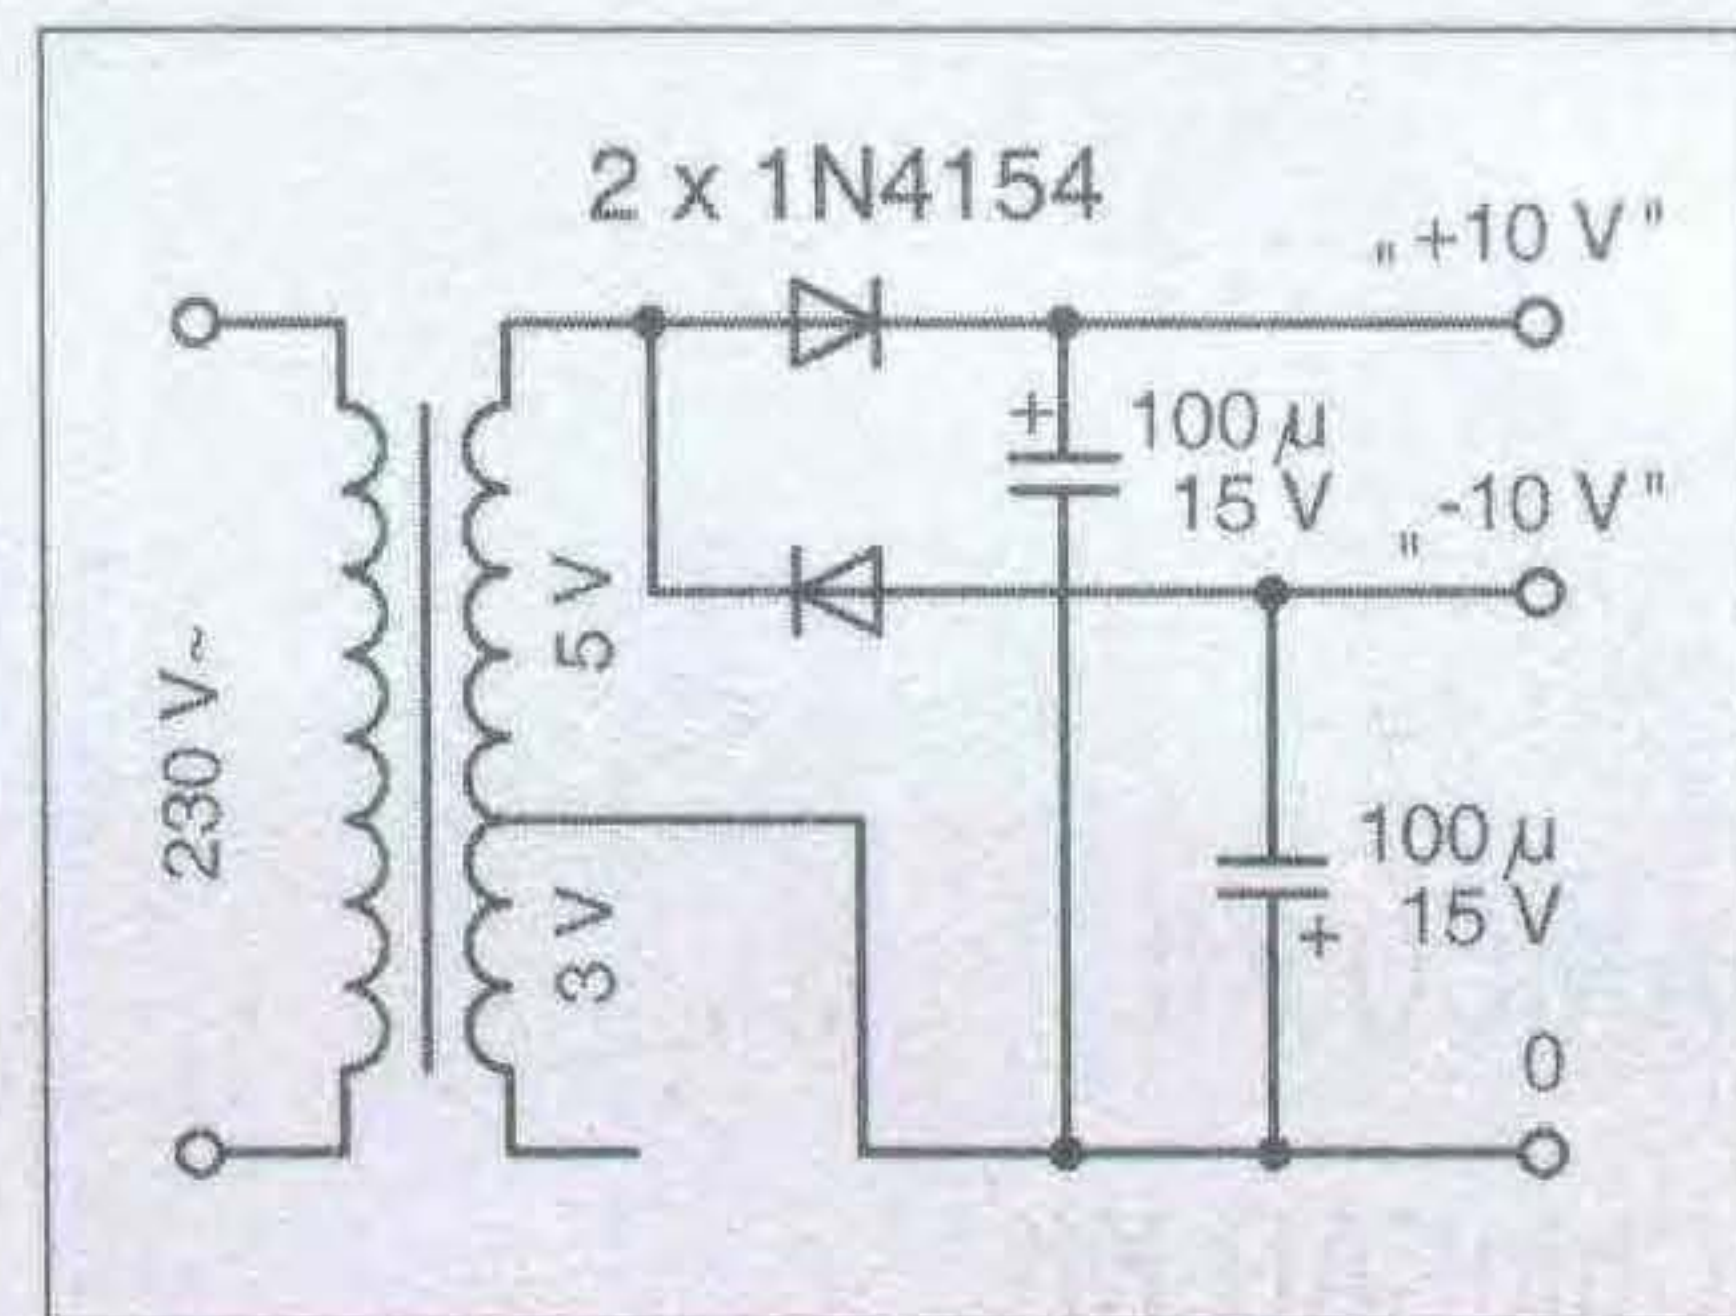 2 x 1N4154
„+10 V"
+ 100 µ
15 V
„-10 V"
5 V
230 V~
3 V
100 µ
15 V
+
0